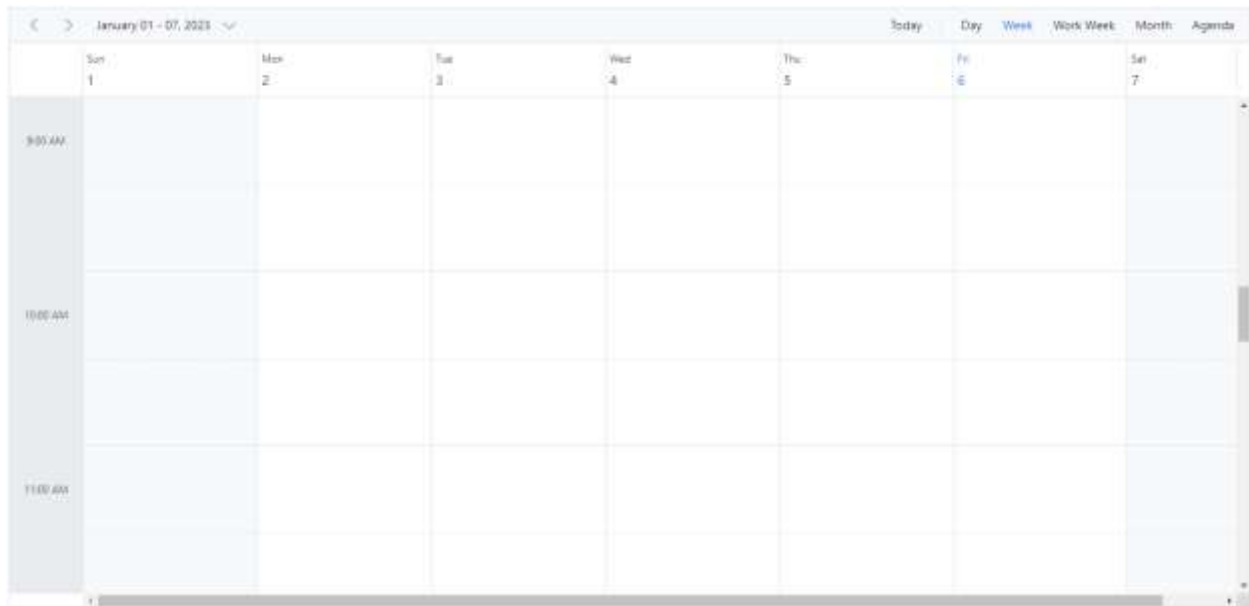 January 01 - 07, 2023
Today Day Week Work Week Month Agenda
Sun Mon Tue Wed Thu Fri Sat
1 2 3 4 5 6 7
9:00 AM
10:00 AM
11:00 AM